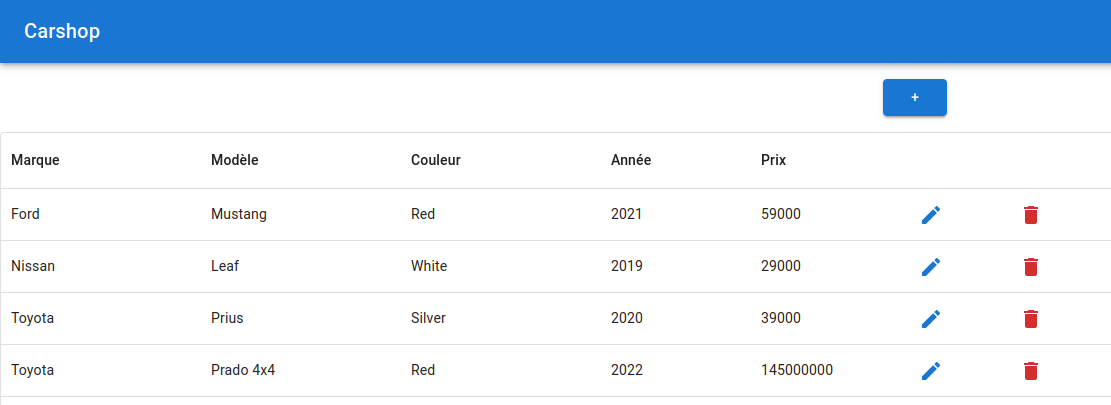 Carshop
+
Marque Modèle Couleur Année Prix
Ford Mustang Red 2021 59000
Nissan Leaf White 2019 29000
Toyota Prius Silver 2020 39000
Toyota Prado 4x4 Red 2022 145000000